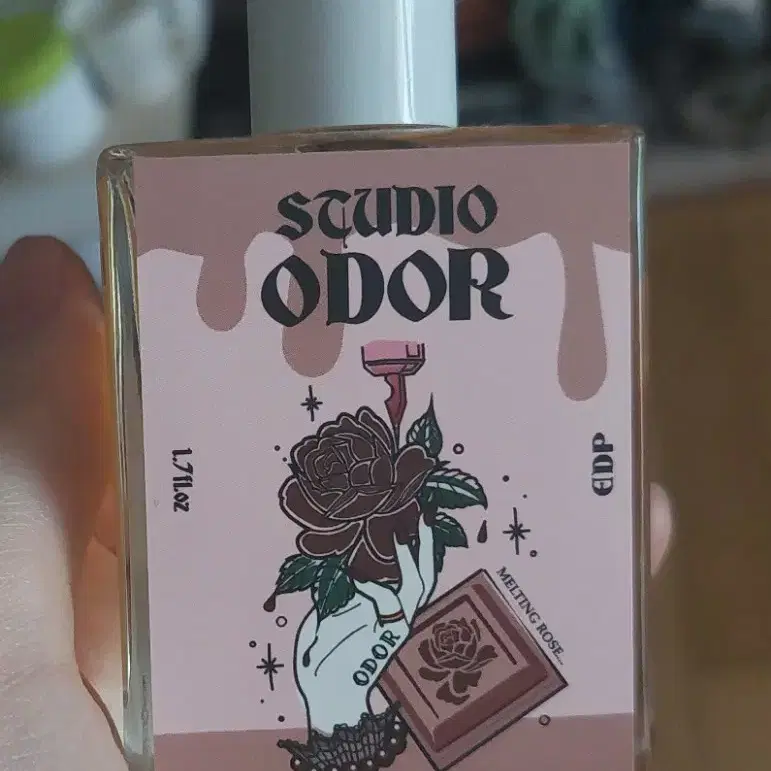 STUDIO
ODOR
1.7fl.oz
EDP
MELTING ROSE...
ODOR